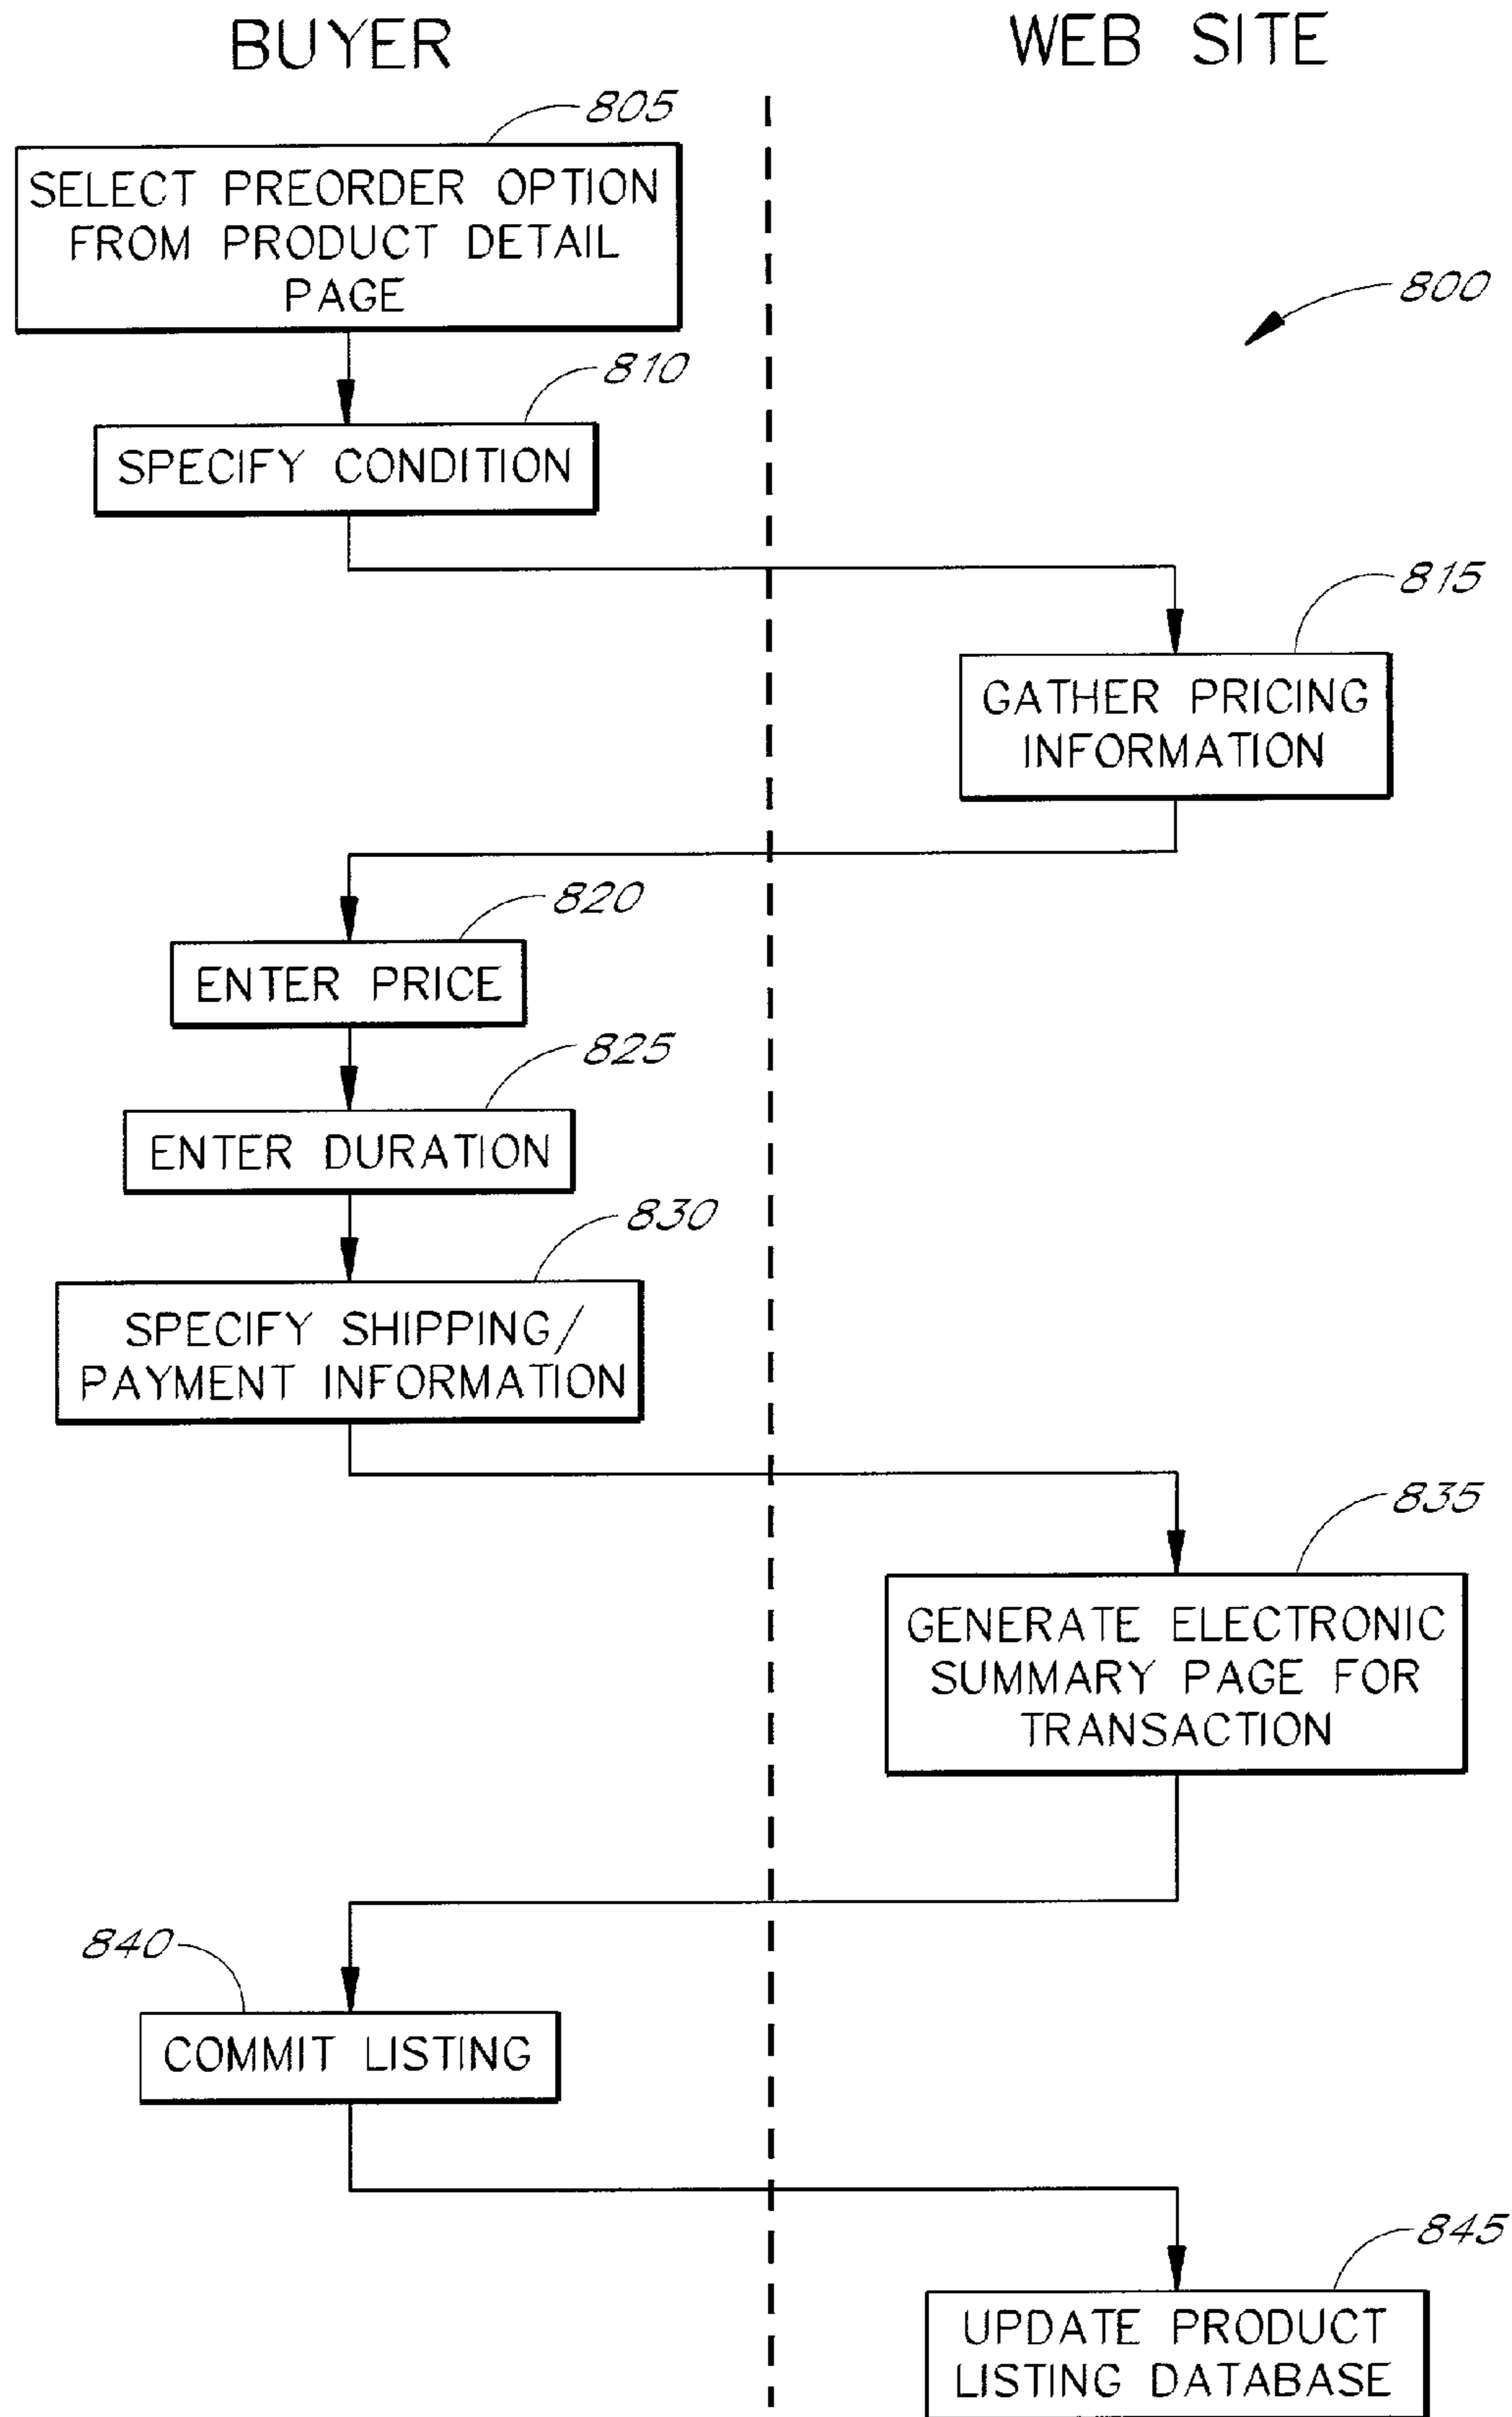 BUYER
WEB SITE
805
SELECT PREORDER OPTION
FROM PRODUCT DETAIL
PAGE
800
810
SPECIFY CONDITION
815
GATHER PRICING
INFORMATION
820
ENTER PRICE
825
ENTER DURATION
830
SPECIFY SHIPPING/
PAYMENT INFORMATION
835
GENERATE ELECTRONIC
SUMMARY PAGE FOR
TRANSACTION
840
COMMIT LISTING
845
UPDATE PRODUCT
LISTING DATABASE